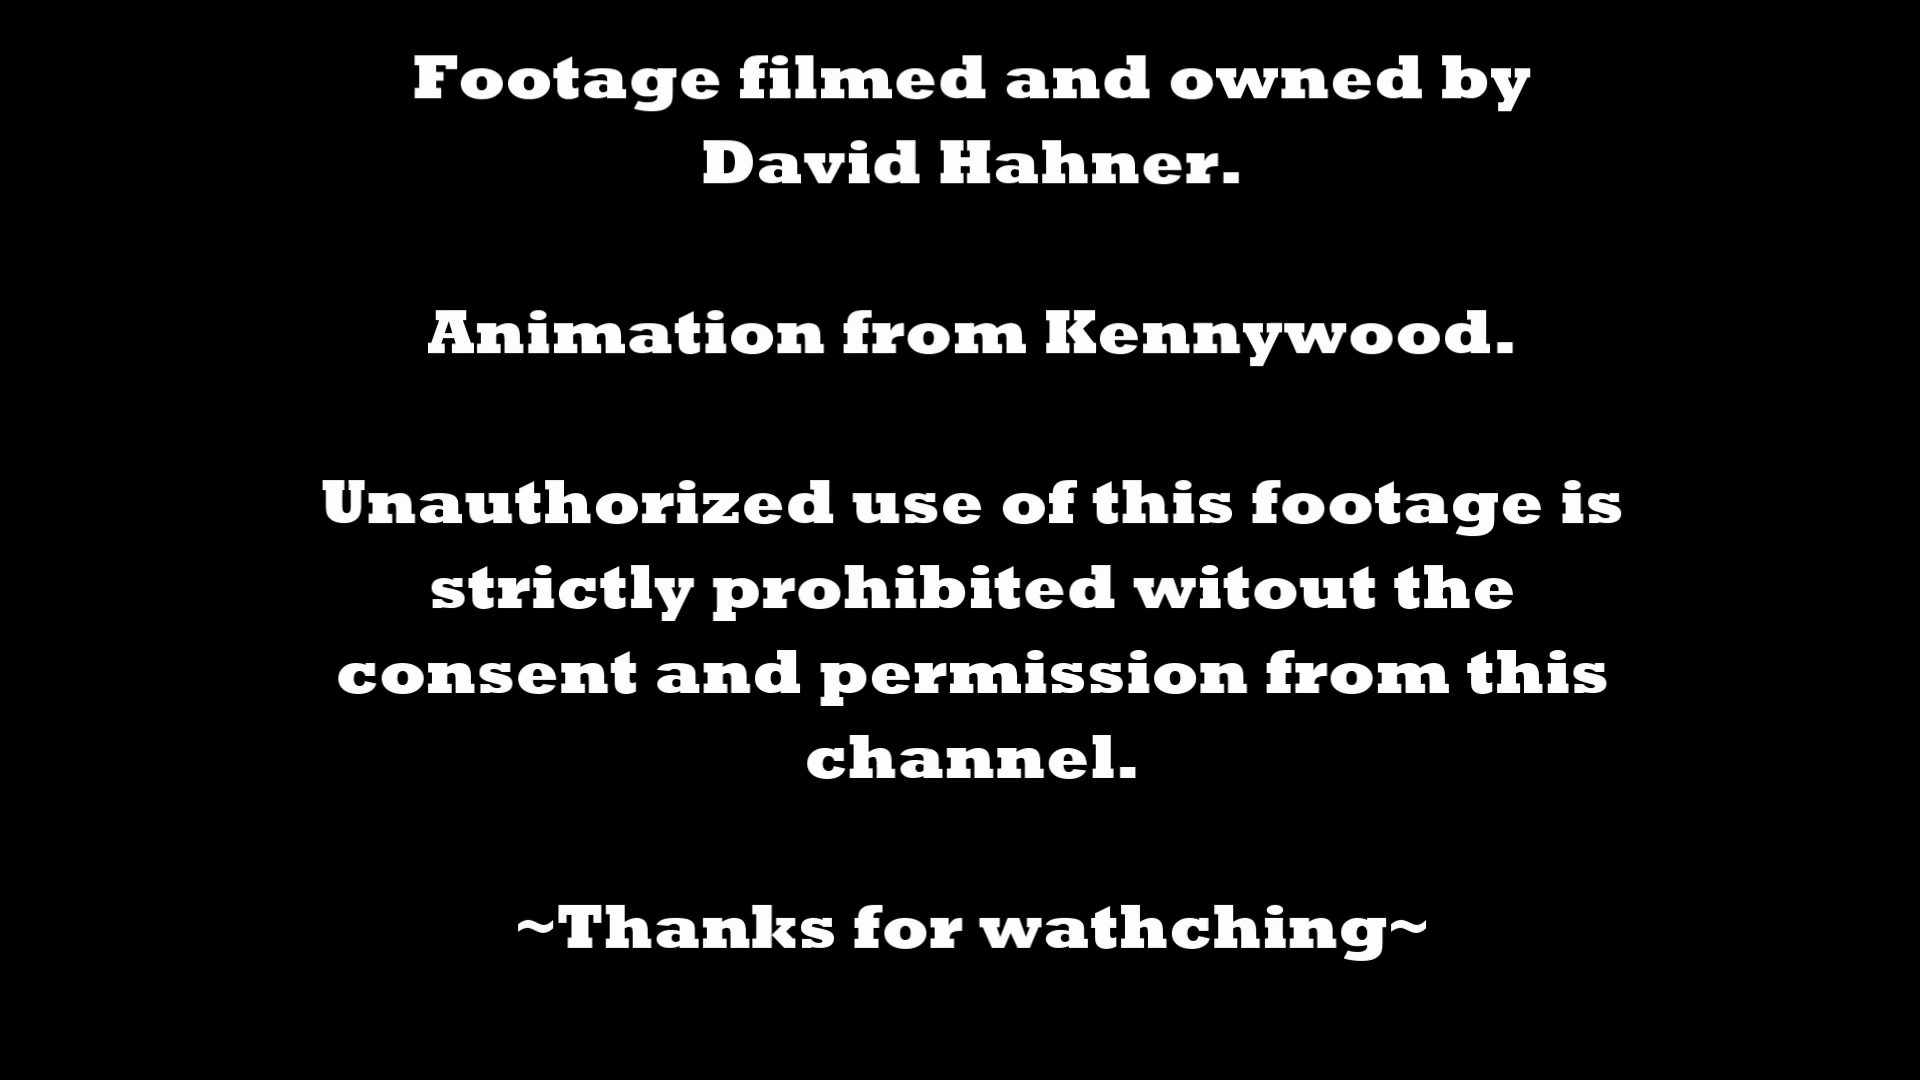 Footage filmed and owned by
David Hahner.
Animation from Kennywood.
Unauthorized use of this footage is
strictly prohibited witout the
consent and permission from this
channel.
~Thanks for wathching~